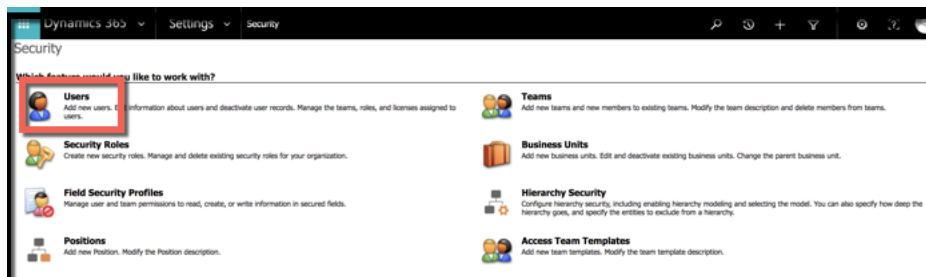 Dynamics 365 Settings Security
Security
Which feature would you like to work with?
Users
Add new users. Edit information about users and deactivate user records. Manage the teams, roles, and licenses assigned to
users.
Teams
Add new teams and new members to existing teams. Modify the team description and delete members from teams.
Security Roles
Create new security roles. Manage and delete existing security roles for your organization.
Business Units
Add new business units. Edit and deactivate existing business units. Change the parent business unit.
Field Security Profiles
Manage user and team permissions to read, create, or write information in secured fields.
Hierarchy Security
Configure hierarchy security, including enabling hierarchy modeling and selecting the model. You can also specify how deep the
hierarchy goes, and specify the entities to exclude from a hierarchy.
Positions
Add new Position. Modify the Position description.
Access Team Templates
Add new team templates. Modify the team template description.